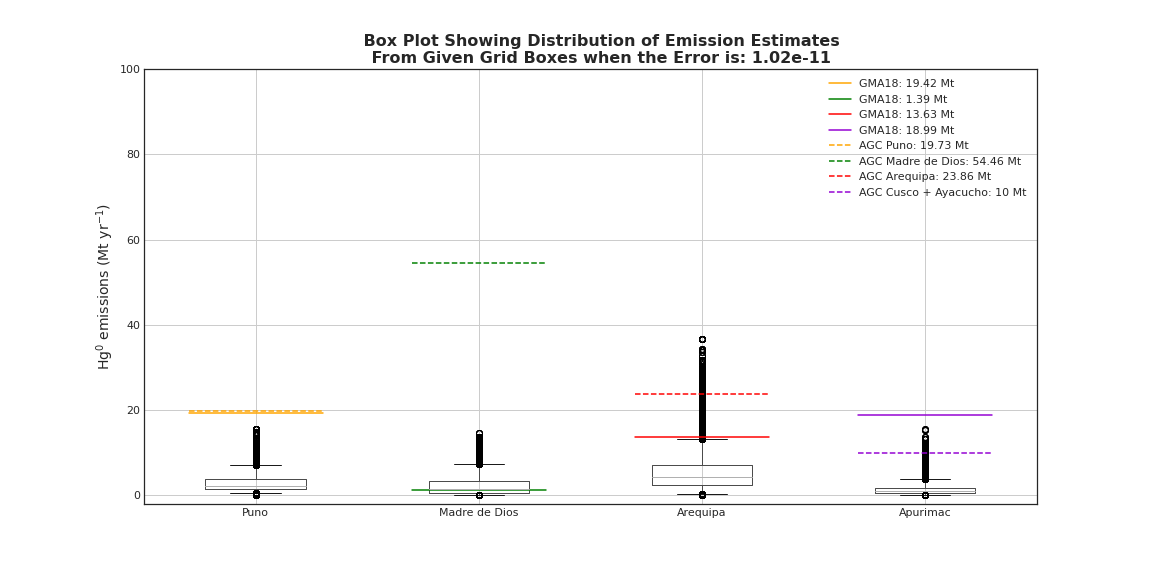 Box Plot Showing Distribution of Emission Estimates
From Given Grid Boxes when the Error is: 1.02e-11
Hg⁰ emissions (Mt yr⁻¹)
100
80
60
40
20
0
GMA18: 19.42 Mt
GMA18: 1.39 Mt
GMA18: 13.63 Mt
GMA18: 18.99 Mt
AGC Puno: 19.73 Mt
AGC Madre de Dios: 54.46 Mt
AGC Arequipa: 23.86 Mt
AGC Cusco + Ayacucho: 10 Mt
Puno Madre de Dios Arequipa Apurimac